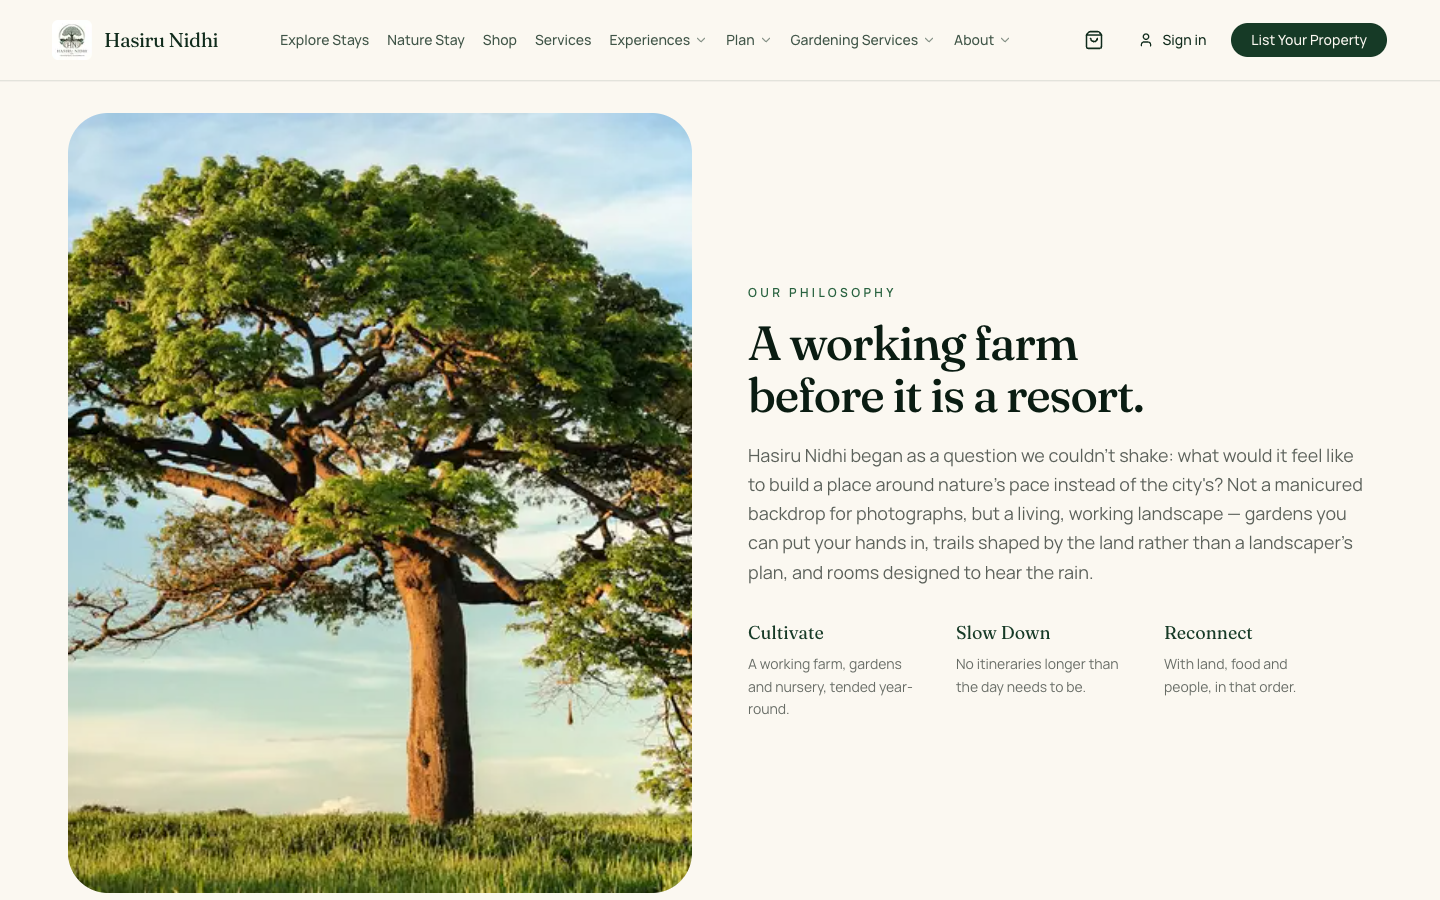 Hasiru Nidhi
Explore Stays
Nature Stay
Shop
Services
Experiences
Plan
Gardening Services
About
Sign in
List Your Property
OUR PHILOSOPHY
A working farm
before it is a resort.
Hasiru Nidhi began as a question we couldn't shake: what would it feel like
to build a place around nature's pace instead of the city's? Not a manicured
backdrop for photographs, but a living, working landscape — gardens you
can put your hands in, trails shaped by the land rather than a landscaper's
plan, and rooms designed to hear the rain.
Cultivate
A working farm, gardens
and nursery, tended year-
round.
Slow Down
No itineraries longer than
the day needs to be.
Reconnect
With land, food and
people, in that order.